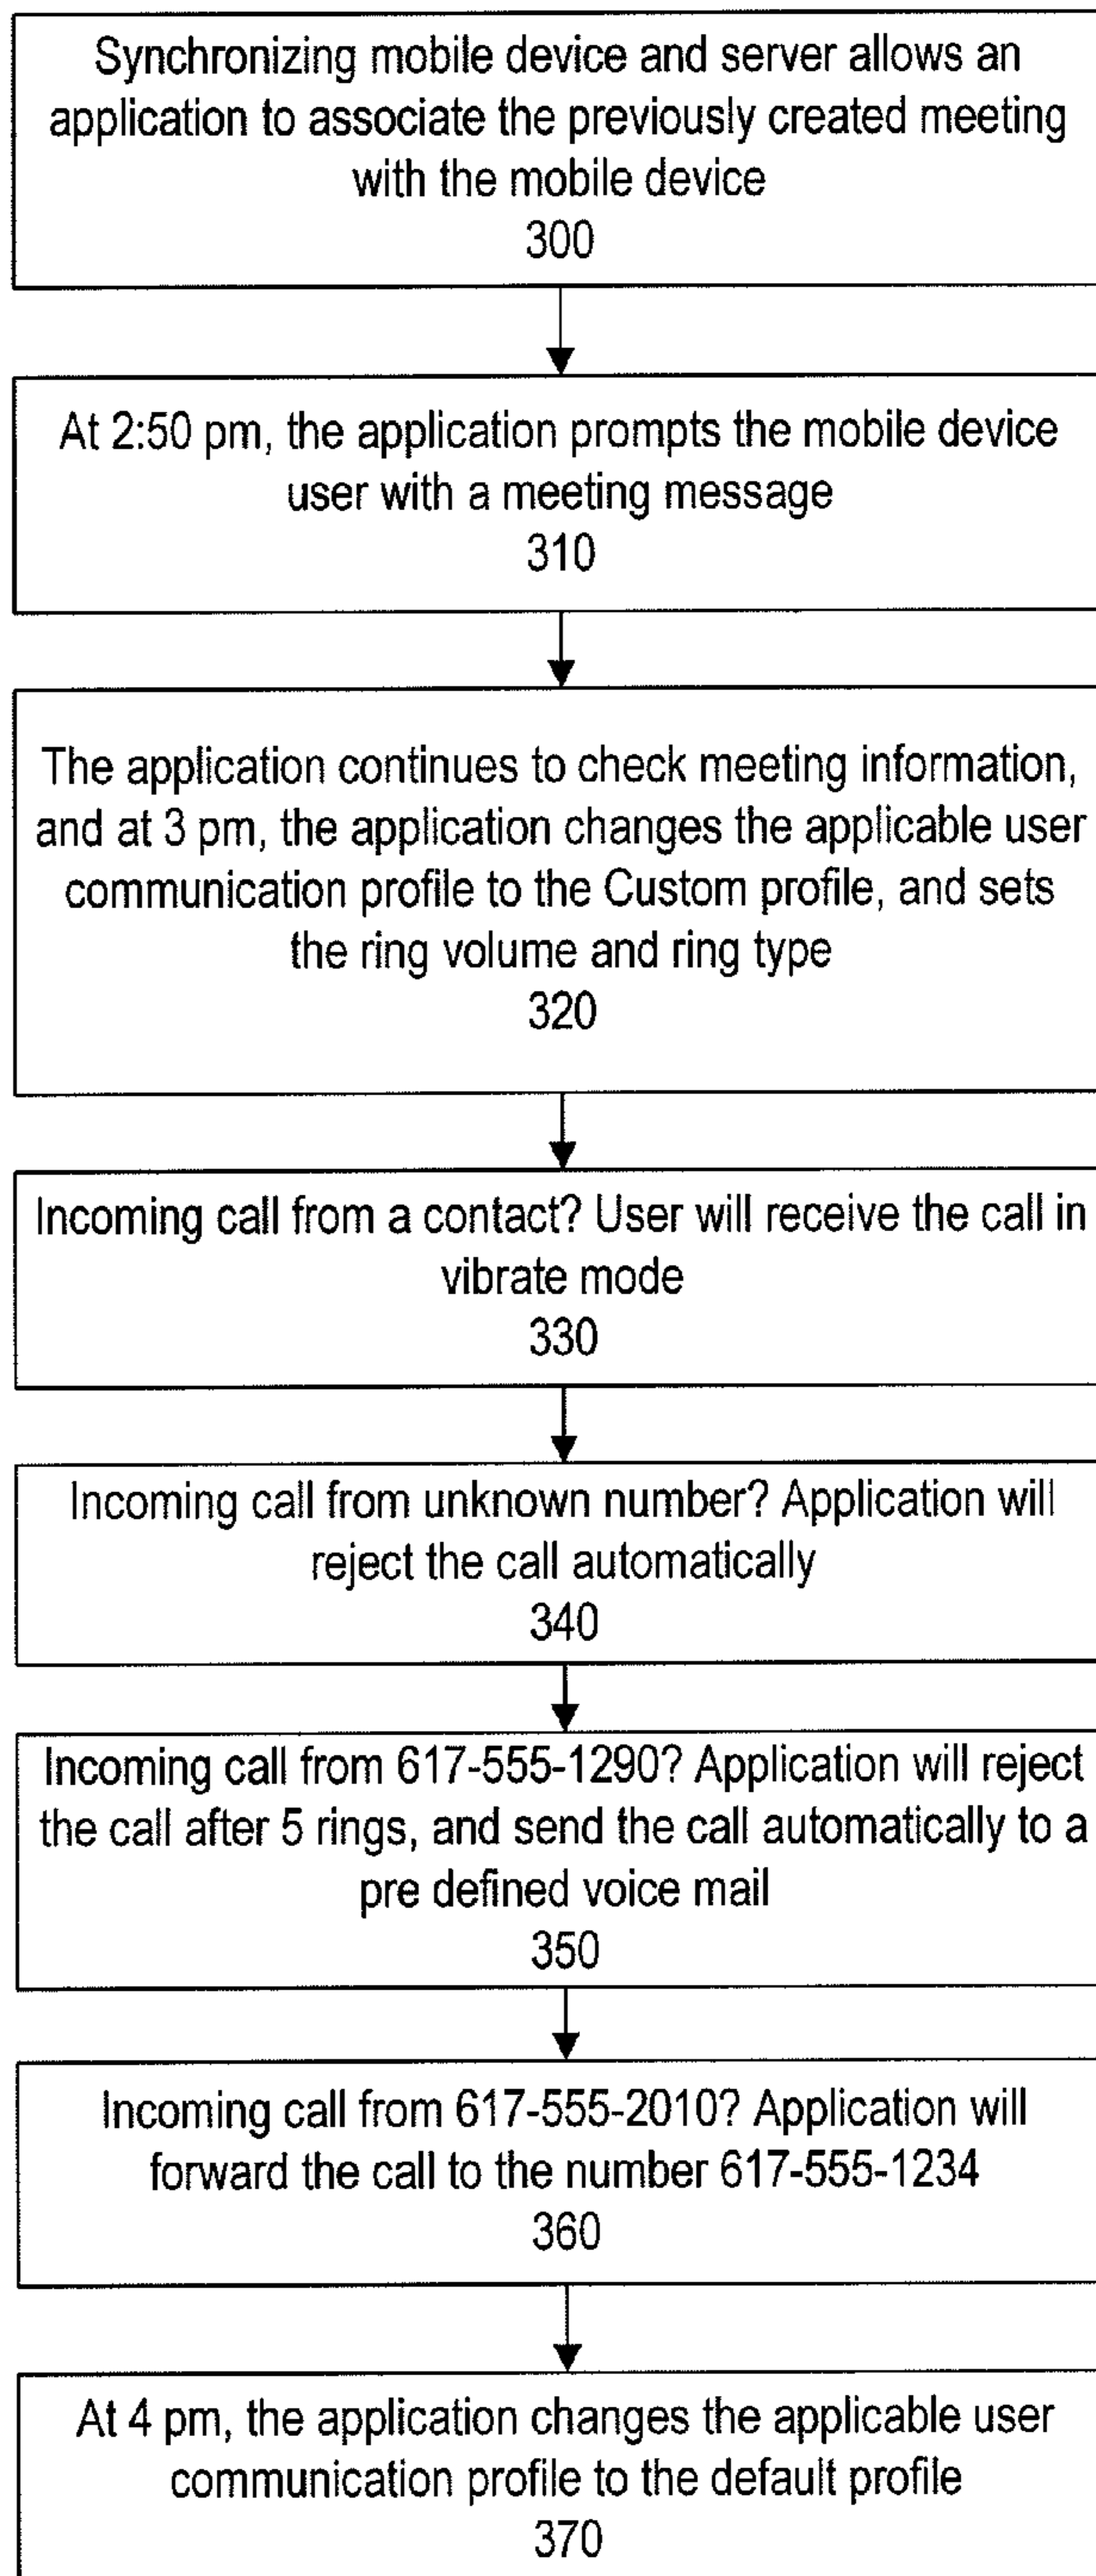 Synchronizing mobile device and server allows an
application to associate the previously created meeting
with the mobile device
300
At 2:50 pm, the application prompts the mobile device
user with a meeting message
310
The application continues to check meeting information,
and at 3 pm, the application changes the applicable user
communication profile to the Custom profile, and sets
the ring volume and ring type
320
Incoming call from a contact? User will receive the call in
vibrate mode
330
Incoming call from unknown number? Application will
reject the call automatically
340
Incoming call from 617-555-1290? Application will reject
the call after 5 rings, and send the call automatically to a
pre defined voice mail
350
Incoming call from 617-555-2010? Application will
forward the call to the number 617-555-1234
360
At 4 pm, the application changes the applicable user
communication profile to the default profile
370